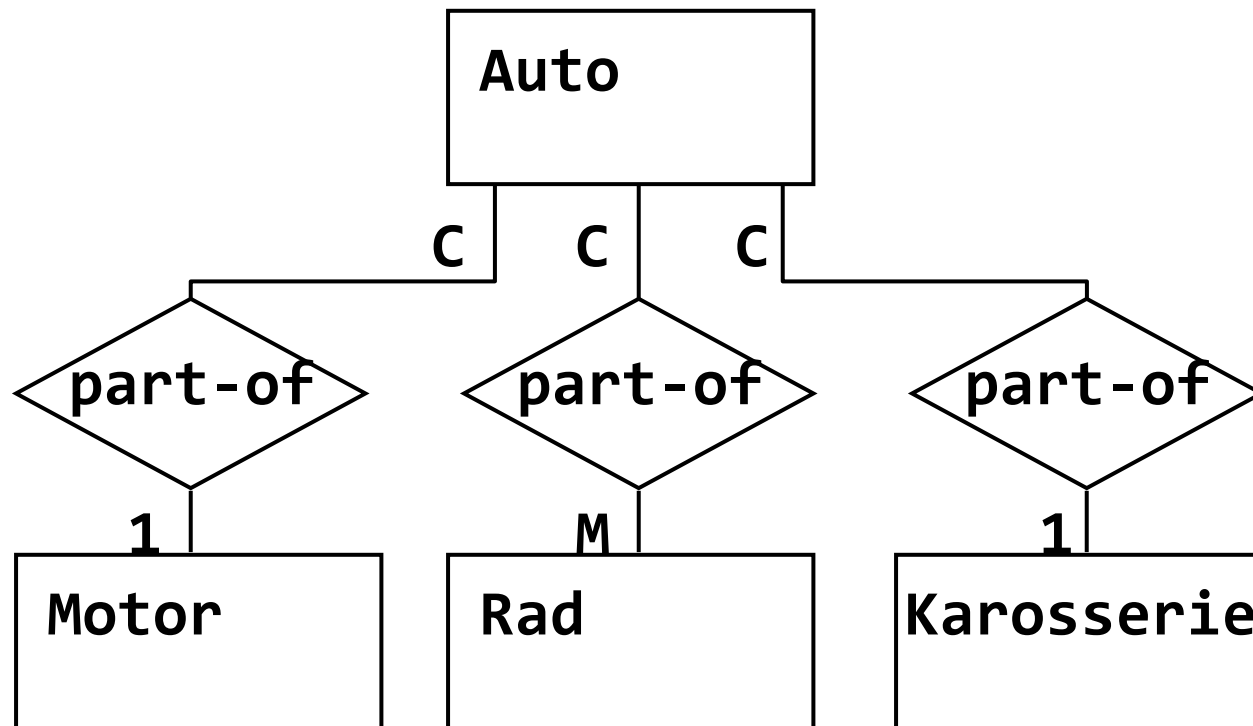 Auto
C C C
part-of part-of part-of
1 M 1
Motor Rad Karosserie